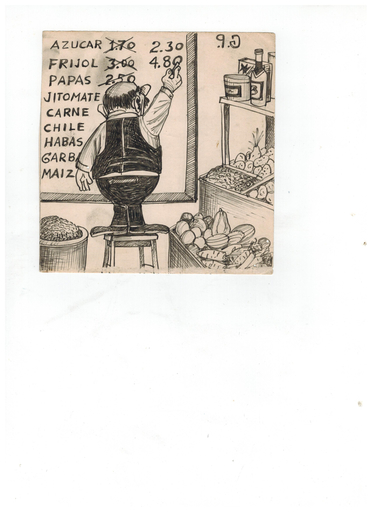 AZUCAR 1.70 2.30
FRIJOL 3.00 4.80
PAPAS 2.50
JITOMATE
CARNE
CHILE
HABAS
GARB
MAIZ